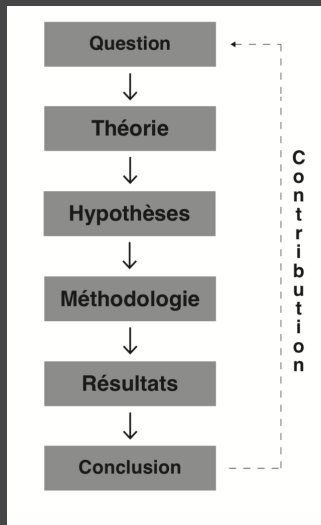 Question
Théorie
Hypothèses
Méthodologie
Résultats
Conclusion
Contribution